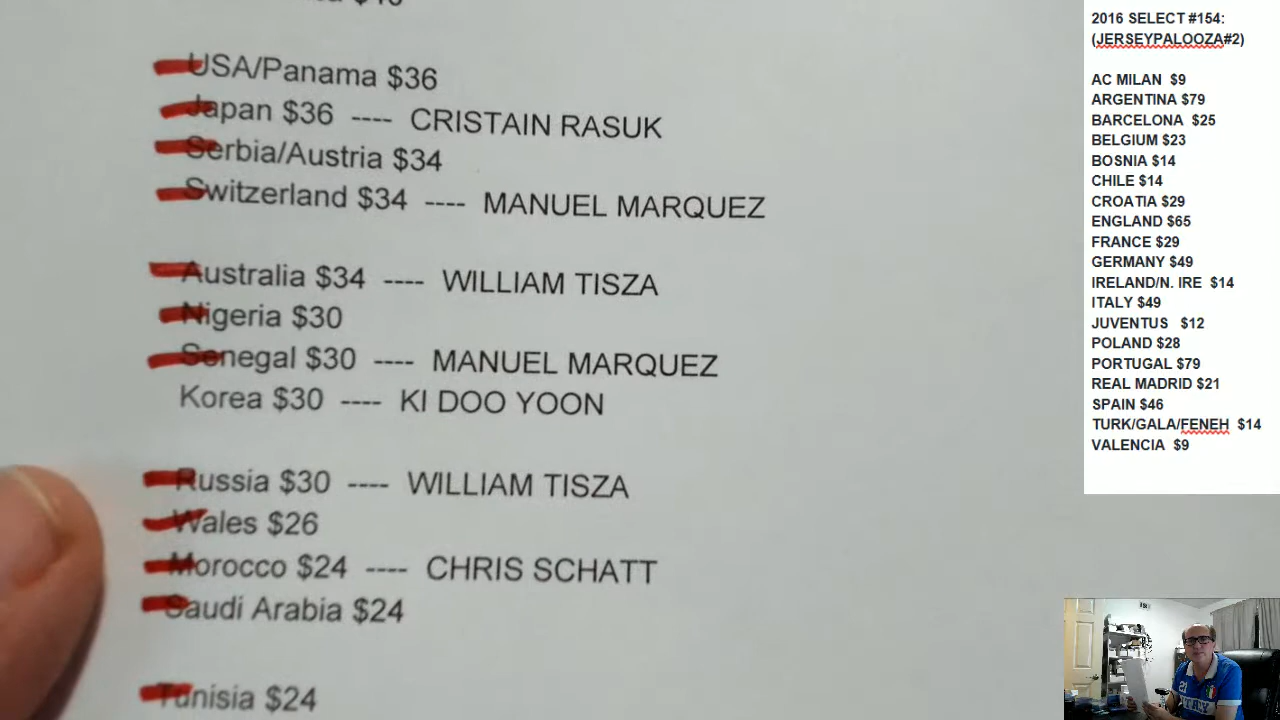 USA/Panama $36
Japan $36 ---- CRISTAIN RASUK
Serbia/Austria $34
Switzerland $34 ---- MANUEL MARQUEZ
Australia $34 ---- WILLIAM TISZA
Nigeria $30
Senegal $30 ---- MANUEL MARQUEZ
Korea $30 ---- KI DOO YOON
Russia $30 ---- WILLIAM TISZA
Wales $26
Morocco $24 ---- CHRIS SCHATT
Saudi Arabia $24
Tunisia $24
2016 SELECT #154:
(JERSEYPALOOZA#2)
AC MILAN $9
ARGENTINA $79
BARCELONA $25
BELGIUM $23
BOSNIA $14
CHILE $14
CROATIA $29
ENGLAND $65
FRANCE $29
GERMANY $49
IRELAND/N. IRE $14
ITALY $49
JUVENTUS $12
POLAND $28
PORTUGAL $79
REAL MADRID $21
SPAIN $46
TURK/GALA/FENEH $14
VALENCIA $9
21